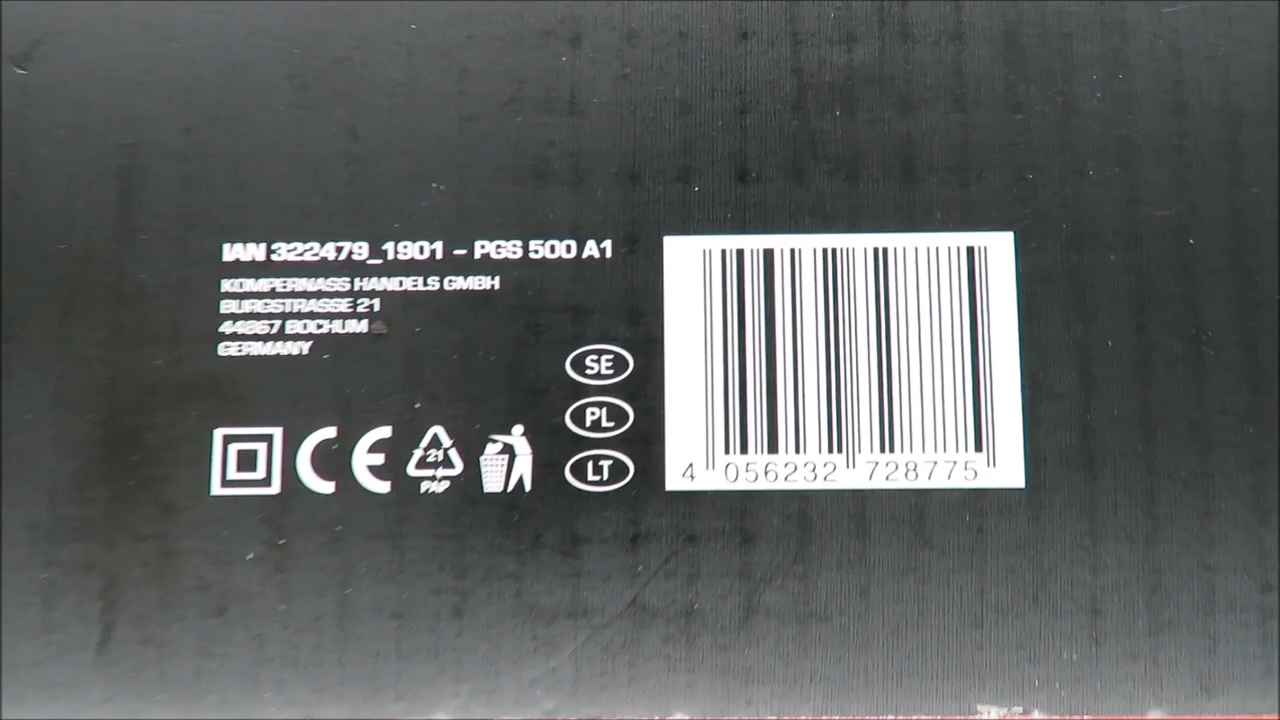 IAN 322479_1901 – PGS 500 A1
KOMPERNASS HANDELS GMBH
BURGSTRASSE 21
44867 BOCHUM
GERMANY
SE
PL
LT
CE
21
PAP
4 056232 728775